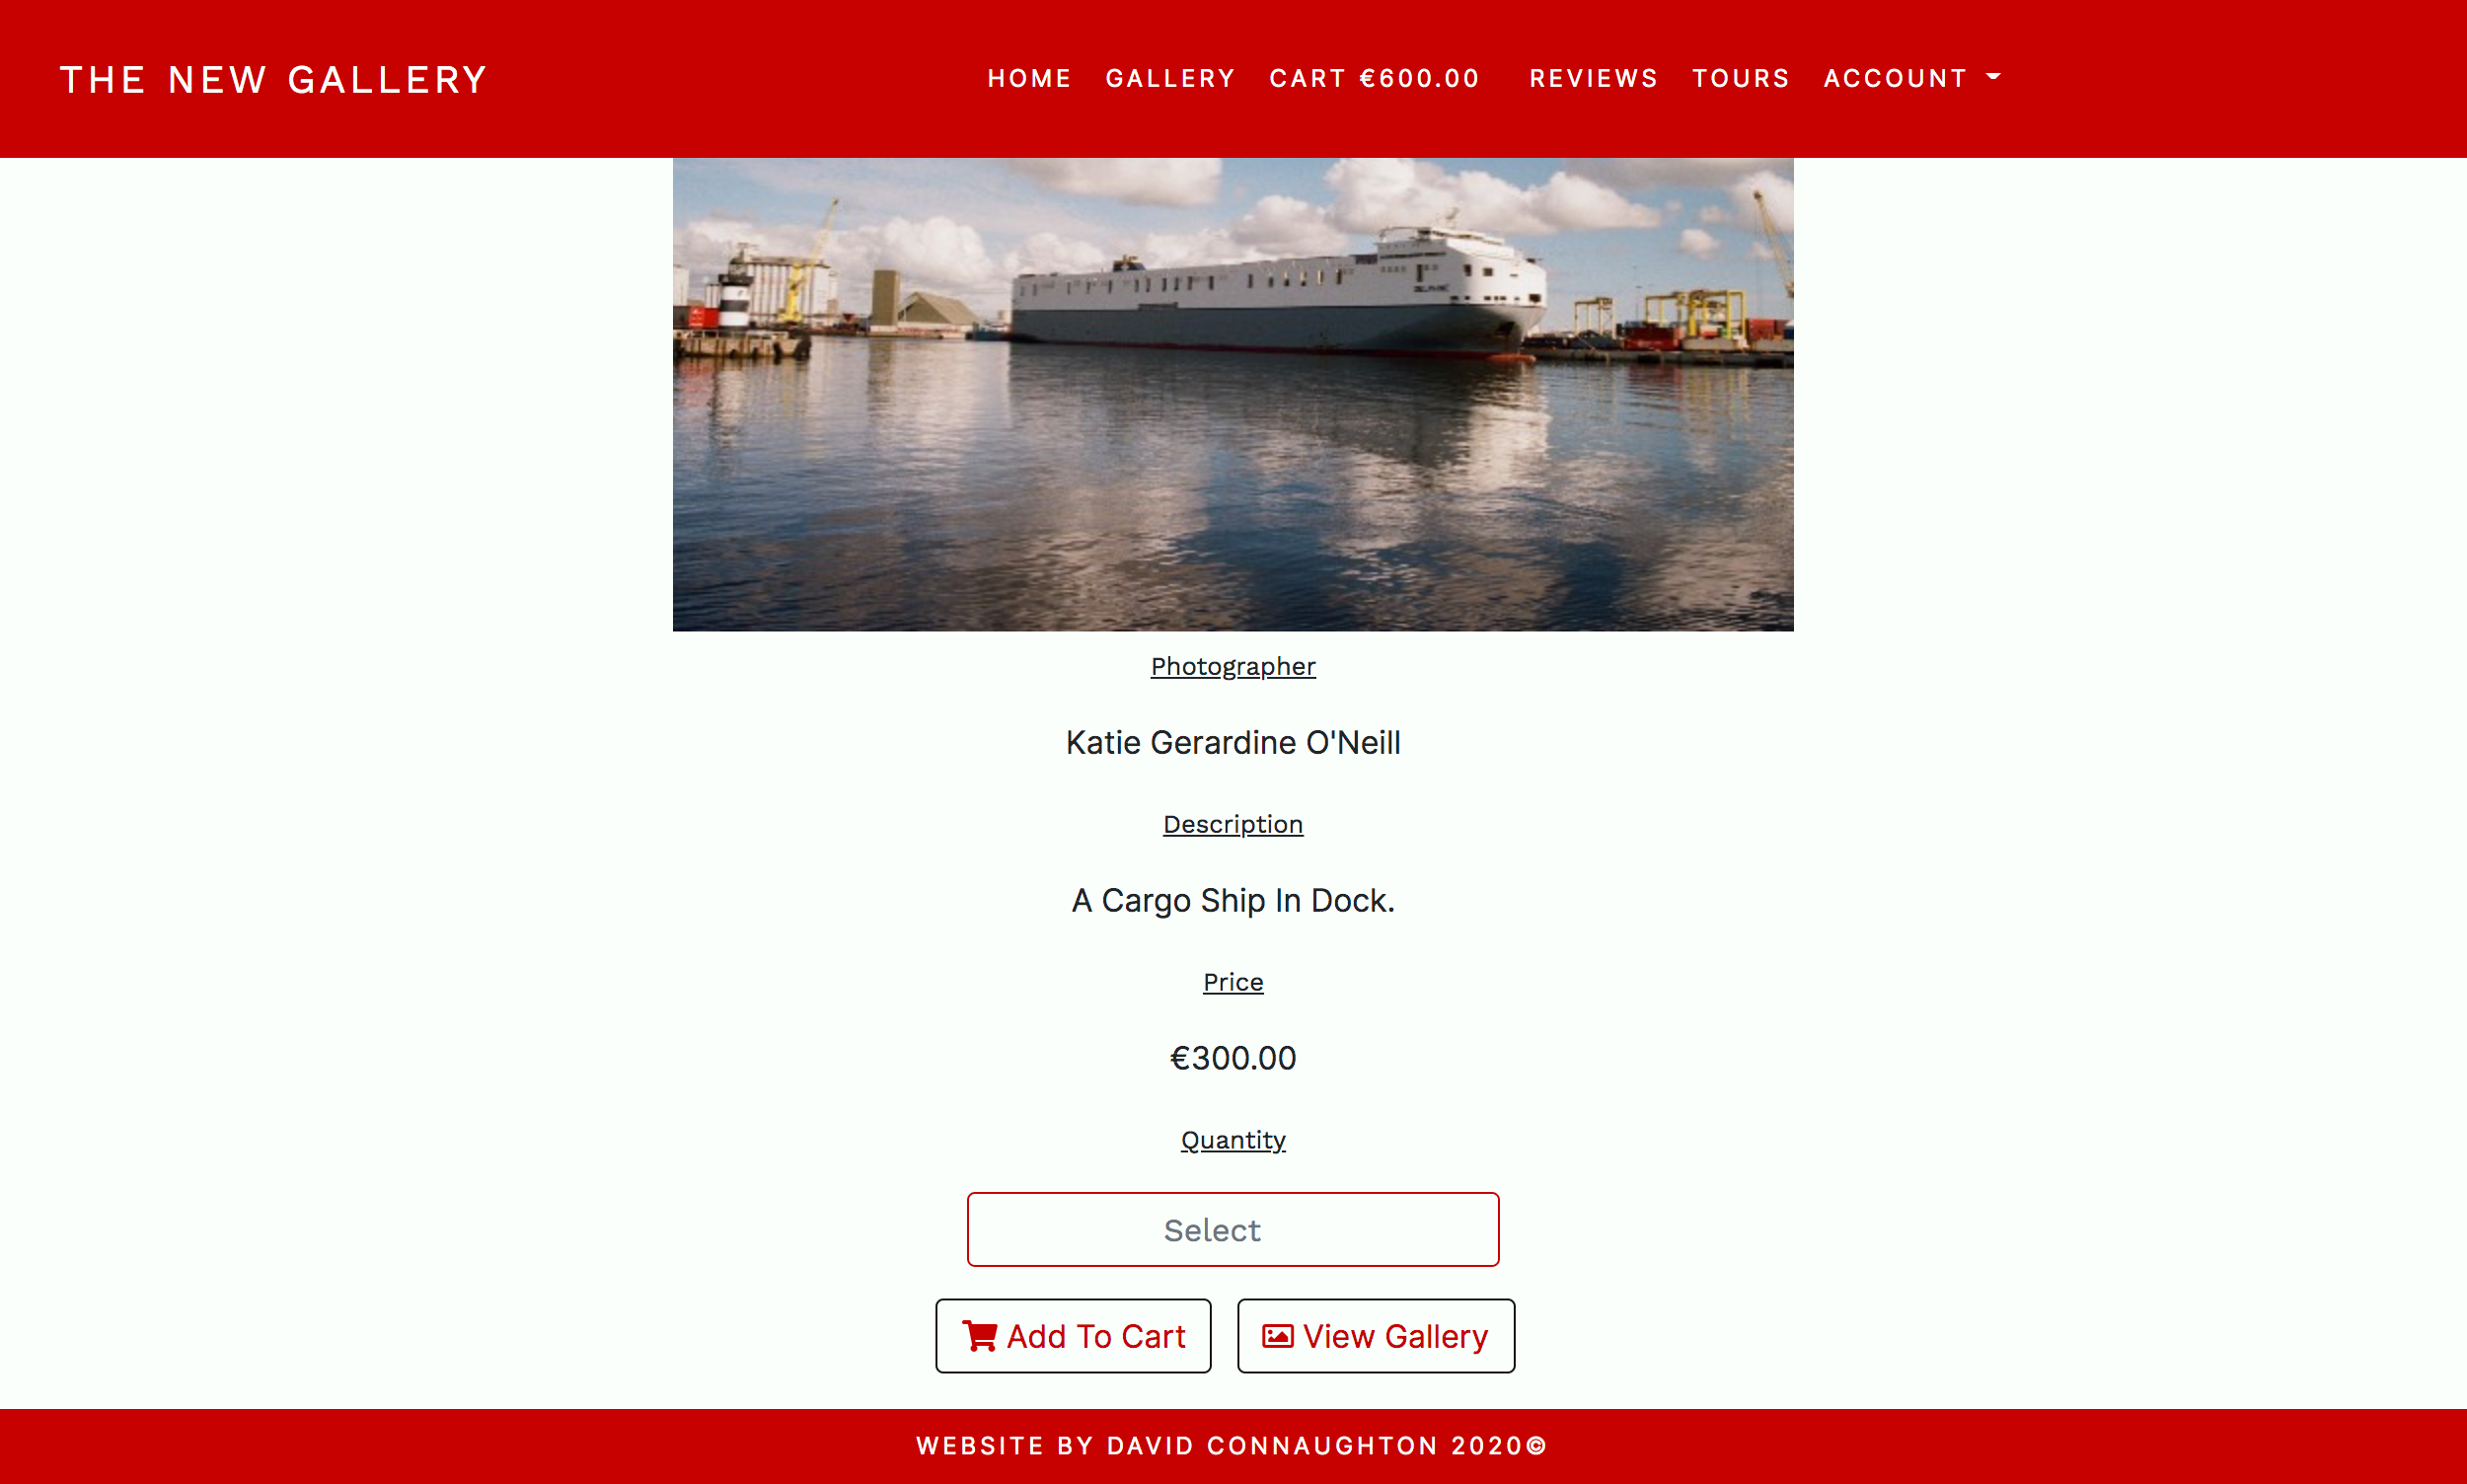 THE NEW GALLERY
HOME GALLERY CART €600.00 REVIEWS TOURS ACCOUNT
Photographer
Katie Gerardine O'Neill
Description
A Cargo Ship In Dock.
Price
€300.00
Quantity
Select
Add To Cart View Gallery
WEBSITE BY DAVID CONNAUGHTON 2020©